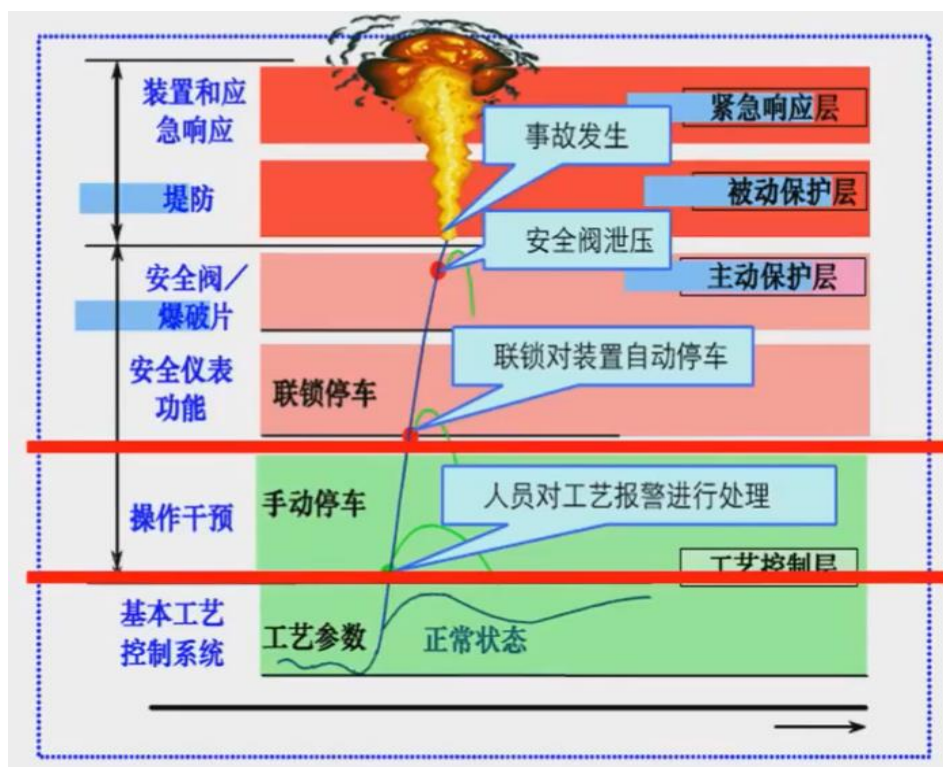 装置和应
急响应
紧急响应层
事故发生
堤防
被动保护层
安全阀泄压
安全阀／
爆破片
主动保护层
联锁对装置自动停车
安全仪表
功能
联锁停车
人员对工艺报警进行处理
手动停车
操作干预
工艺控制层
基本工艺
控制系统
工艺参数
正常状态